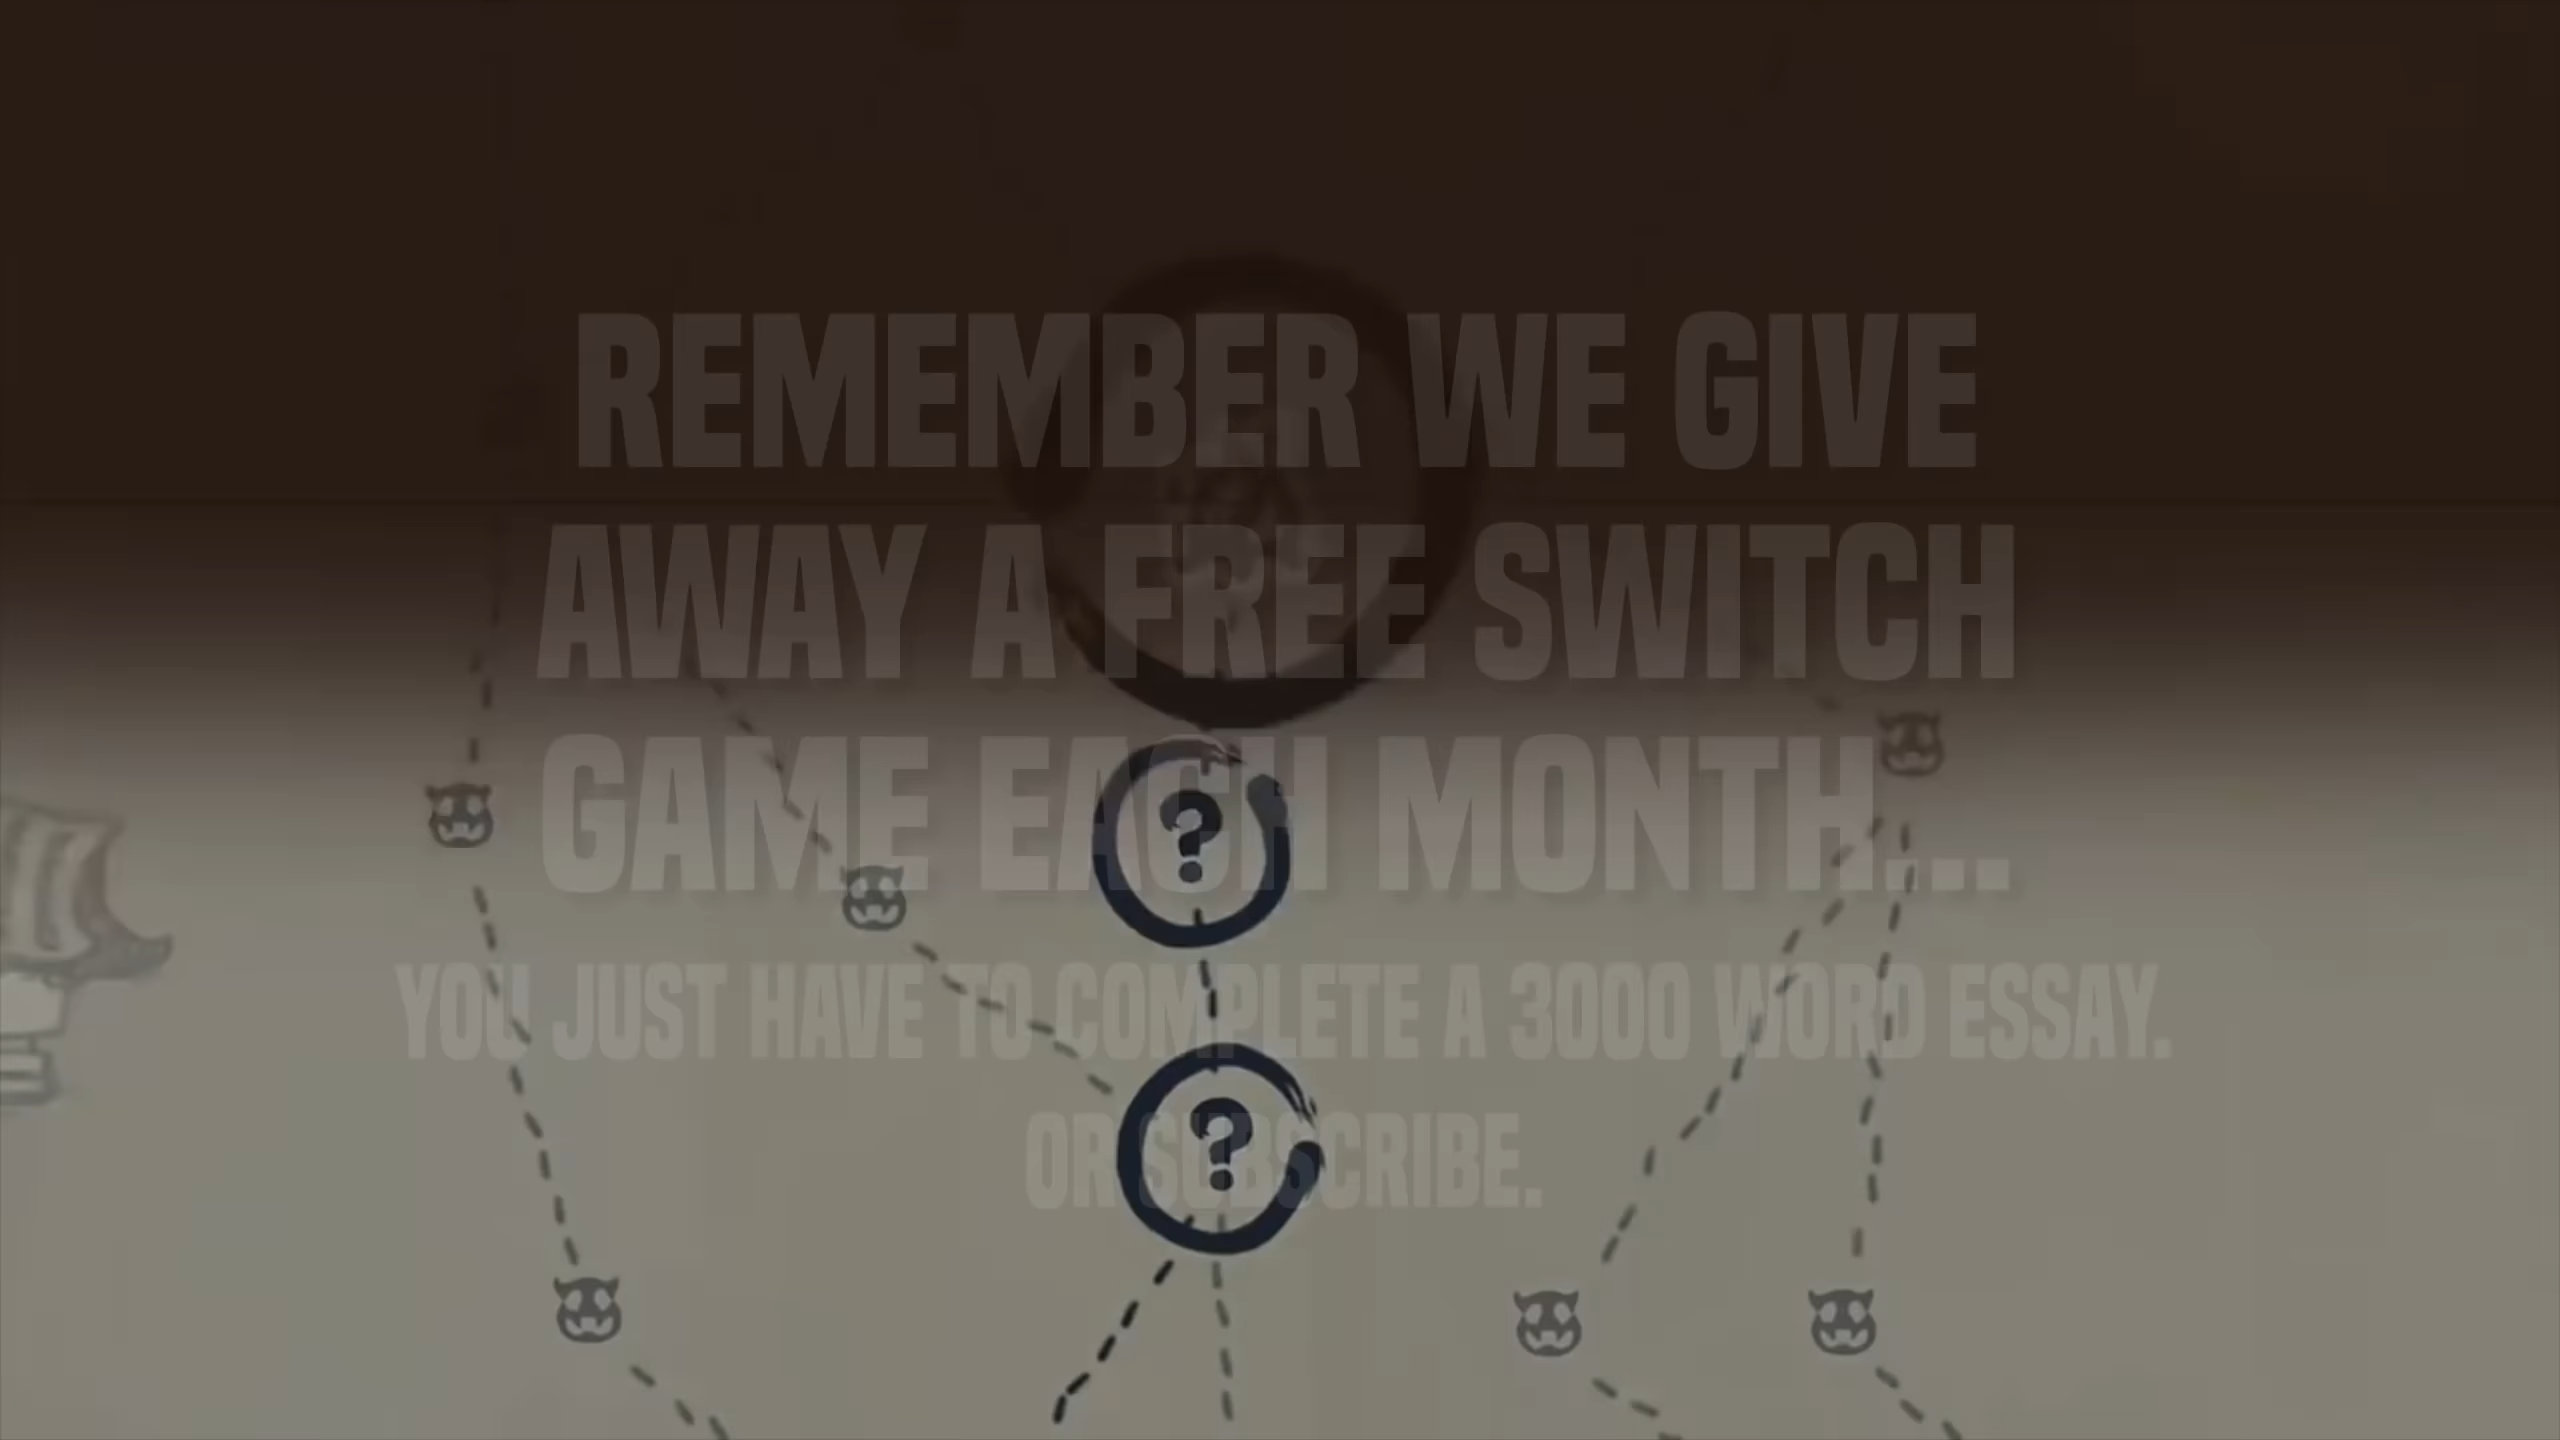 REMEMBER WE GIVE
AWAY A FREE SWITCH
GAME EACH MONTH...
YOU JUST HAVE TO COMPLETE A 3000 WORD ESSAY.
OR SUBSCRIBE.
?
?